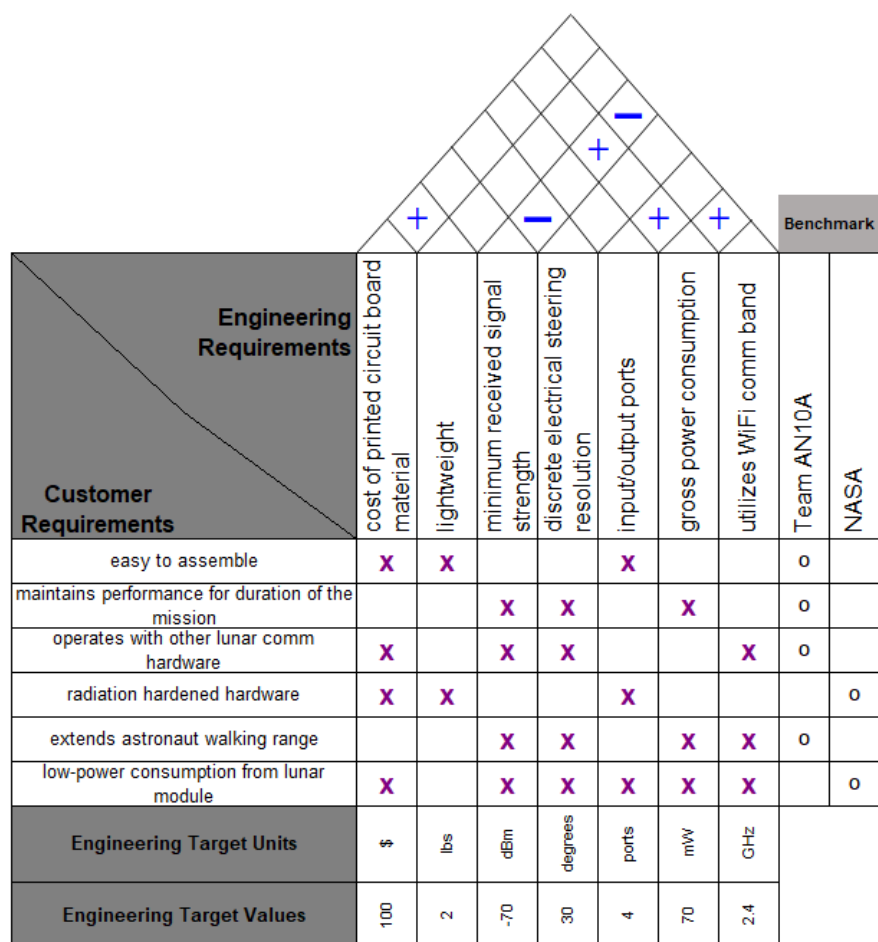 +
−
+
−
+
+
Benchmark
Engineering
Requirements
Customer
Requirements
cost of printed circuit board
material
lightweight
minimum received signal
strength
discrete electrical steering
resolution
input/output ports
gross power consumption
utilizes WiFi comm band
Team AN10A
NASA
easy to assemble X X X o
maintains performance for duration of the
mission X X X o
operates with other lunar comm
hardware X X X X o
radiation hardened hardware X X X o
extends astronaut walking range X X X X o
low-power consumption from lunar
module X X X X X X o
Engineering Target Units $ lbs dBm degrees ports mW GHz
Engineering Target Values 100 2 -70 30 4 70 2.4